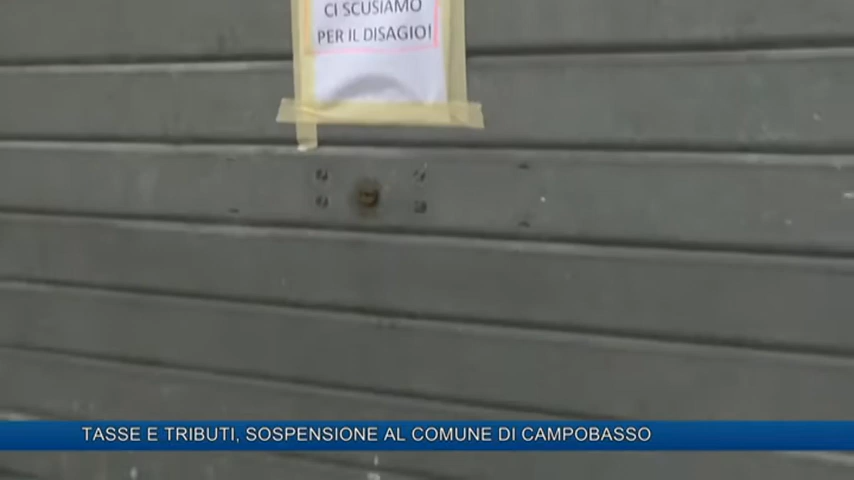 CI SCUSIAMO
PER IL DISAGIO!
TASSE E TRIBUTI, SOSPENSIONE AL COMUNE DI CAMPOBASSO